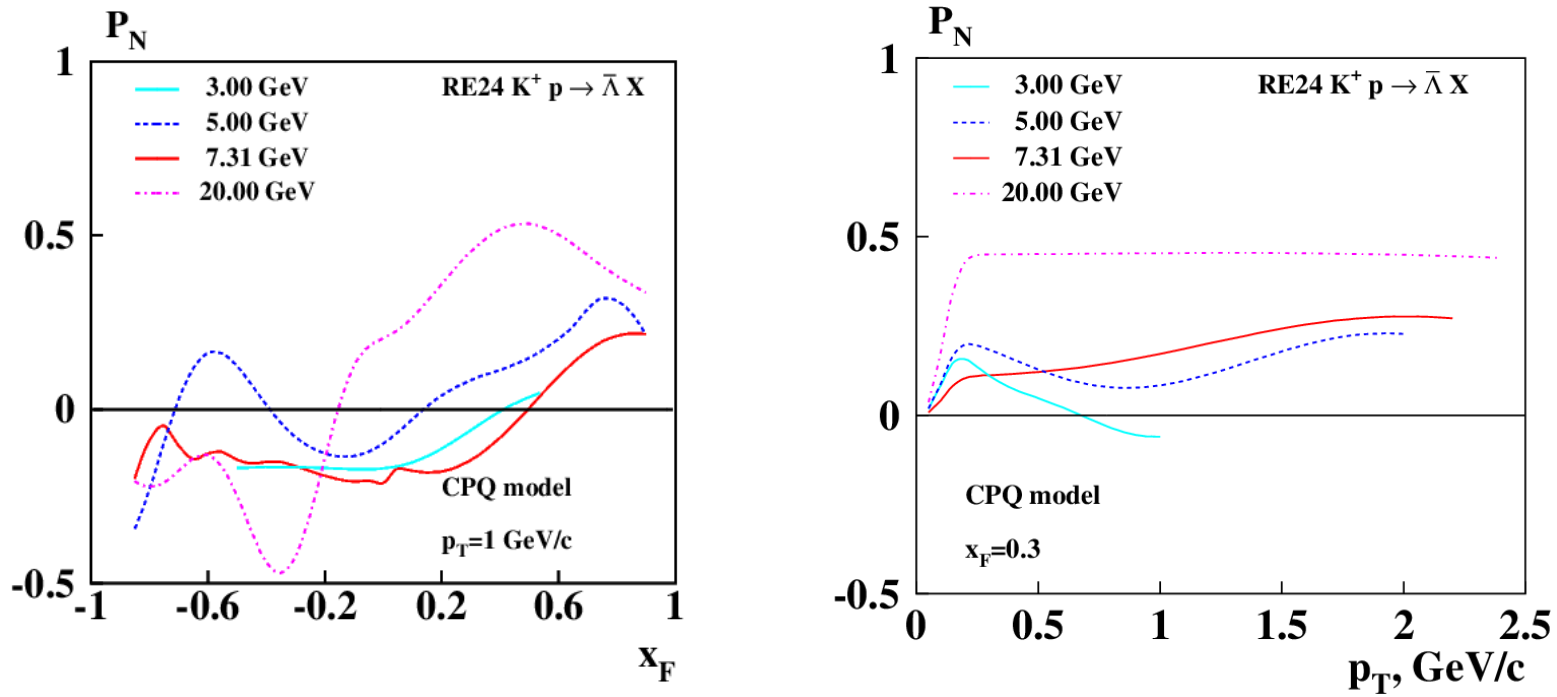 P_N
1
0.5
0
-0.5
3.00 GeV
5.00 GeV
7.31 GeV
20.00 GeV
RE24 K⁺ p → Λ̄ X
CPQ model
p_T=1 GeV/c
-1 -0.6 -0.2 0.2 0.6 1
x_F
P_N
1
0.5
0
-0.5
3.00 GeV
5.00 GeV
7.31 GeV
20.00 GeV
RE24 K⁺ p → Λ̄ X
CPQ model
x_F=0.3
0 0.5 1 1.5 2 2.5
p_T, GeV/c